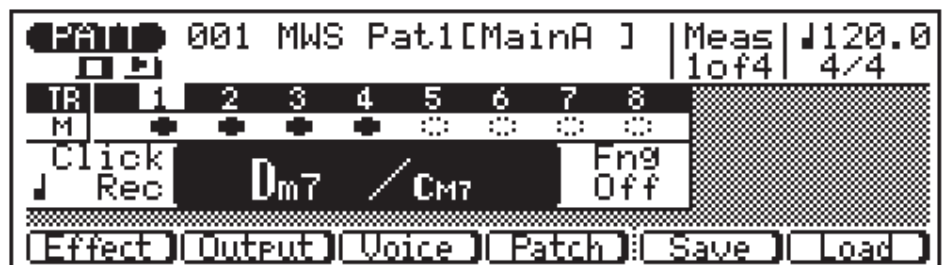 PATT 001 MWS Pat1[MainA ] Meas ♩120.0
1of4 4/4
TR 1 2 3 4 5 6 7 8
M
Click Dm7 /CM7 Fng
♩ Rec Off
Effect Output Voice Patch Save Load